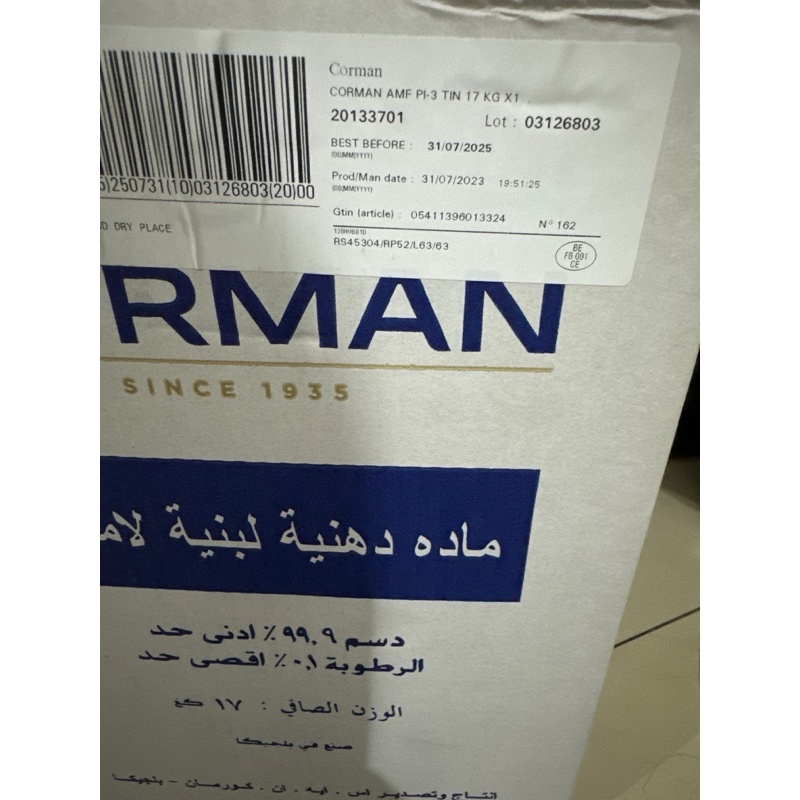 Corman
CORMAN AMF PI-3 TIN 17 KG X1
20133701 Lot : 03126803
BEST BEFORE : 31/07/2025
(DD/MM/YYYY)
Prod/Man date : 31/07/2023 19:51:25
(DD/MM/YYYY)
)250731(10)03126803(20)00
Gtin (article) : 05411396013324 N° 162
RS45304/RP52/L63/63
BE
FB 001
CE
DRY PLACE
RMAN
SINCE 1935
ماده دهنية لبنية لام
دسم ٩٩,٩٪ ادنى حد
الرطوبة ٠,١٪ اقصى حد
الوزن الصافي : ١٧ كغ
صنع في بلجيكا
انتاج وتصدير اس . ايه . ان . كورمان - بلجيكا